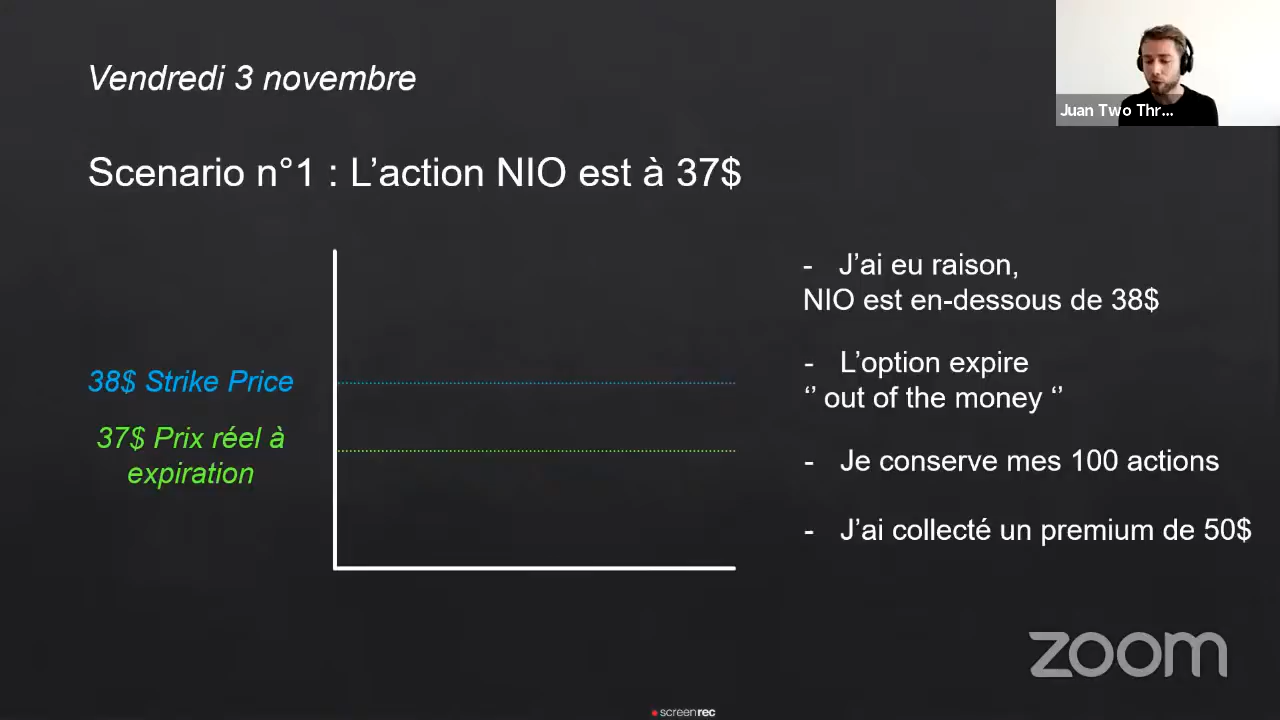 Vendredi 3 novembre
Juan Two Thr...
Scenario n°1 : L’action NIO est à 37$
38$ Strike Price
37$ Prix réel à
expiration
- J’ai eu raison,
NIO est en-dessous de 38$
- L’option expire
‘’ out of the money ‘’
- Je conserve mes 100 actions
- J’ai collecté un premium de 50$
zoom
screenrec